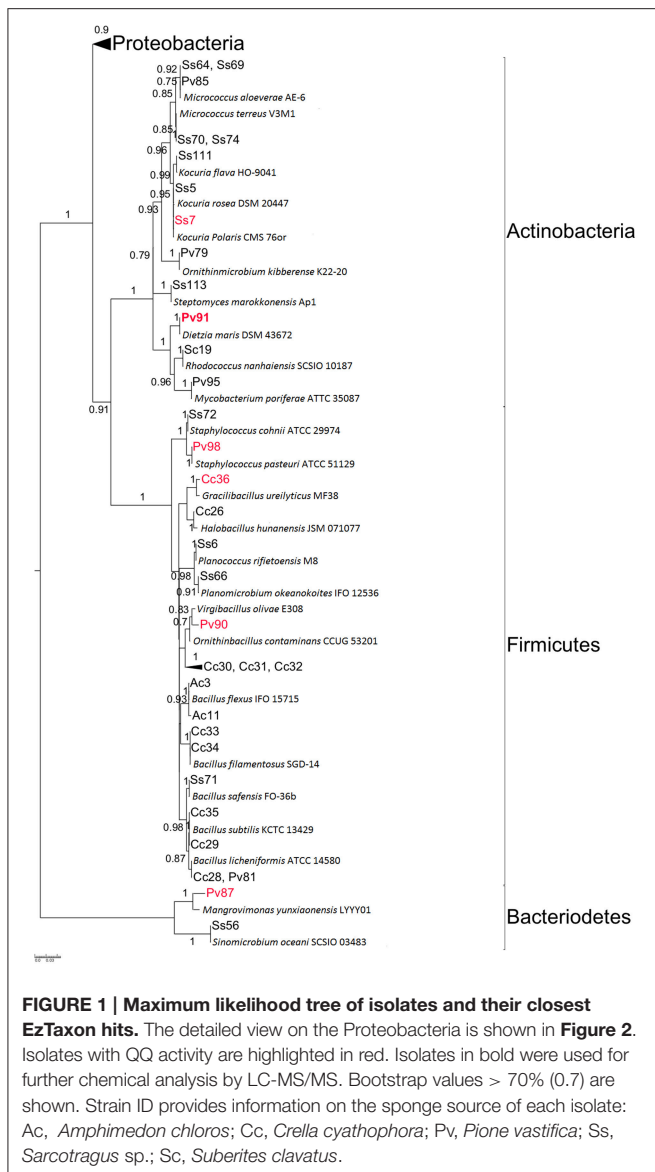 0.9
Proteobacteria
0.92
Ss64, Ss69
0.75
Pv85
0.85
Micrococcus aloeverae AE-6
Micrococcus terreus V3M1
0.85
1
Ss70, Ss74
0.96
Ss111
0.99
Kocuria flava HO-9041
Ss5
0.95
Kocuria rosea DSM 20447
0.93
Ss7
1
Kocuria Polaris CMS 76or
Actinobacteria
0.79
1
Pv79
Ornithinmicrobium kibberense K22-20
Ss113
1
1
Steptomyces marokkonensis Ap1
1
Pv91
1
Dietzia maris DSM 43672
1
Sc19
Rhodococcus nanhaiensis SCSIO 10187
0.96
1
Pv95
Mycobacterium poriferae ATTC 35087
0.91
Ss72
1
Staphylococcus cohnii ATCC 29974
1
Pv98
1
Staphylococcus pasteuri ATCC 51129
Cc36
1
Gracilibacillus ureilyticus MF38
Cc26
1
Halobacillus hunanensis JSM 071077
1
Ss6
Planococcus rifietoensis M8
0.98
Ss66
0.91
Planomicrobium okeanokoites IFO 12536
0.83
Virgibacillus olivae E308
0.7
Pv90
Ornithinbacillus contaminans CCUG 53201
Firmicutes
1
Cc30, Cc31, Cc32
1
Ac3
0.93
Bacillus flexus IFO 15715
Ac11
Cc33
1
Cc34
Bacillus filamentosus SGD-14
1
Ss71
Bacillus safensis FO-36b
Cc35
0.98
1
Bacillus subtilis KCTC 13429
Cc29
0.87
Bacillus licheniformis ATCC 14580
Cc28, Pv81
1
Pv87
Mangrovimonas yunxiaonensis LYYY01
Bacteriodetes
Ss56
1
Sinomicrobium oceani SCSIO 03483
0.0 0.03
FIGURE 1 | Maximum likelihood tree of isolates and their closest
EzTaxon hits. The detailed view on the Proteobacteria is shown in Figure 2.
Isolates with QQ activity are highlighted in red. Isolates in bold were used for
further chemical analysis by LC-MS/MS. Bootstrap values > 70% (0.7) are
shown. Strain ID provides information on the sponge source of each isolate:
Ac, Amphimedon chloros; Cc, Crella cyathophora; Pv, Pione vastifica; Ss,
Sarcotragus sp.; Sc, Suberites clavatus.